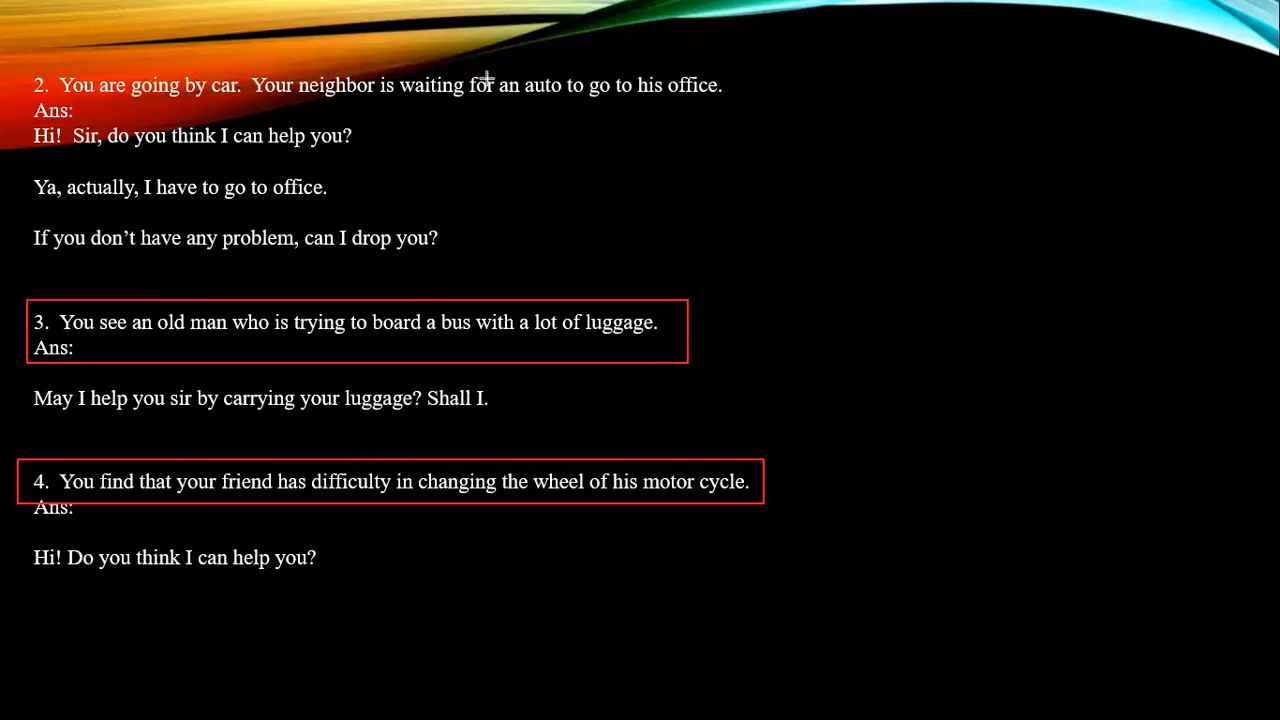 2.  You are going by car.  Your neighbor is waiting for an auto to go to his office.
Ans:
Hi!  Sir, do you think I can help you?
Ya, actually, I have to go to office.
If you don’t have any problem, can I drop you?
3.  You see an old man who is trying to board a bus with a lot of luggage.
Ans:
May I help you sir by carrying your luggage? Shall I.
4.  You find that your friend has difficulty in changing the wheel of his motor cycle.
Ans:
Hi! Do you think I can help you?